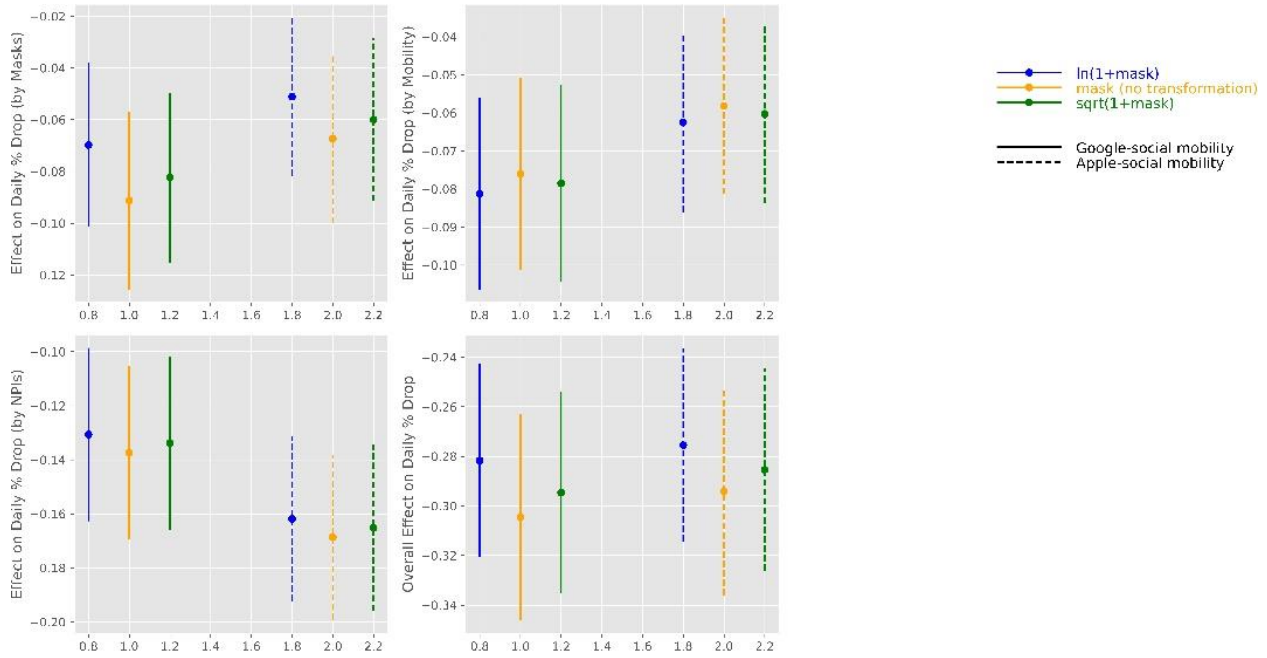 Effect on Daily % Drop (by Masks)
−0.02
−0.04
−0.06
−0.08
−0.10
0.12
0.8 1.0 1.2 1.4 1.6 1.8 2.0 2.2
Effect on Daily % Drop (by Mobility)
−0.04
−0.05
−0.06
−0.07
−0.08
−0.09
−0.10
0.8 1.0 1.2 1.4 1.6 1.8 2.0 2.2
ln(1+mask)
mask (no transformation)
sqrt(1+mask)
Google-social mobility
Apple-social mobility
Effect on Daily % Drop (by NPIs)
−0.10
−0.12
−0.14
−0.16
0.18
−0.20
0.8 1.0 1.2 1.4 1.6 1.8 2.0 2.2
Overall Effect on Daily % Drop
−0.24
−0.26
−0.28
−0.30
−0.32
−0.34
0.8 1.0 1.2 1.4 1.6 1.8 2.0 2.2